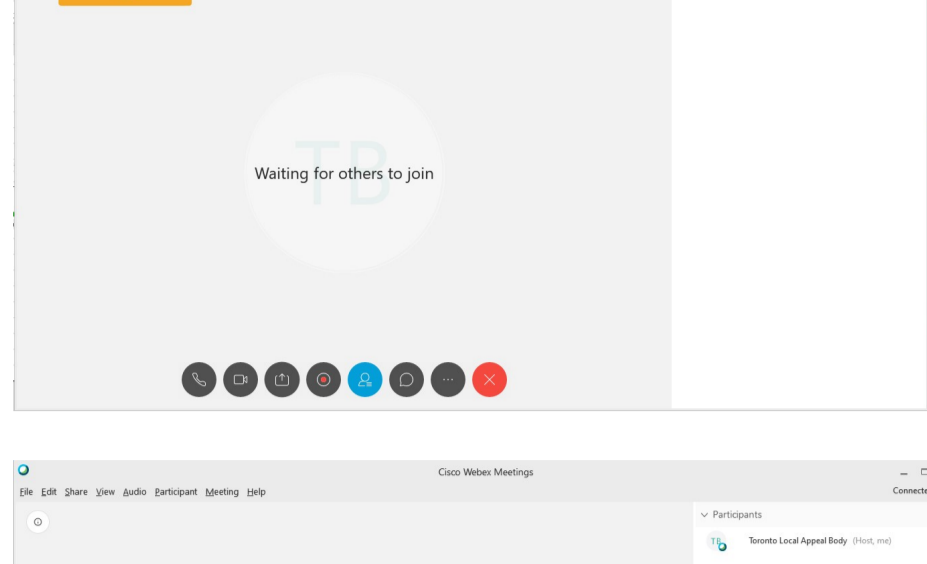 TB
Waiting for others to join
Cisco Webex Meetings
File Edit Share View Audio Participant Meeting Help
Connecte
Participants
TB
Toronto Local Appeal Body (Host, me)